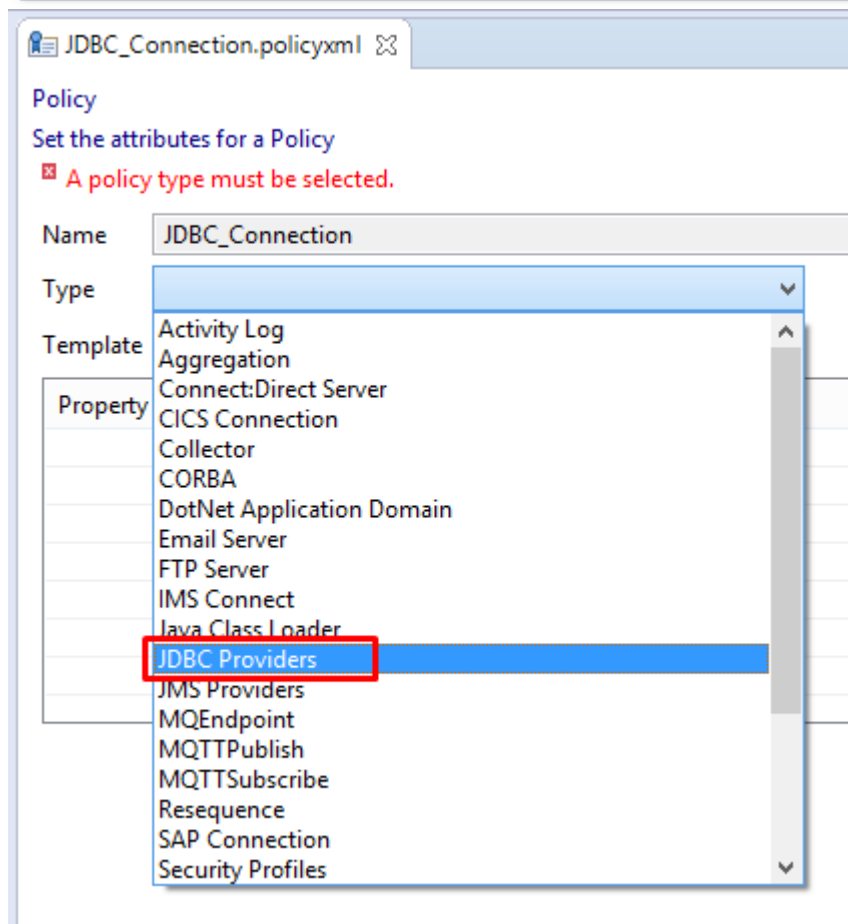 JDBC_Connection.policyxml
Policy
Set the attributes for a Policy
A policy type must be selected.
Name JDBC_Connection
Type
Template
Property
Activity Log
Aggregation
Connect:Direct Server
CICS Connection
Collector
CORBA
DotNet Application Domain
Email Server
FTP Server
IMS Connect
Java Class Loader
JDBC Providers
JMS Providers
MQEndpoint
MQTTPublish
MQTTSubscribe
Resequence
SAP Connection
Security Profiles